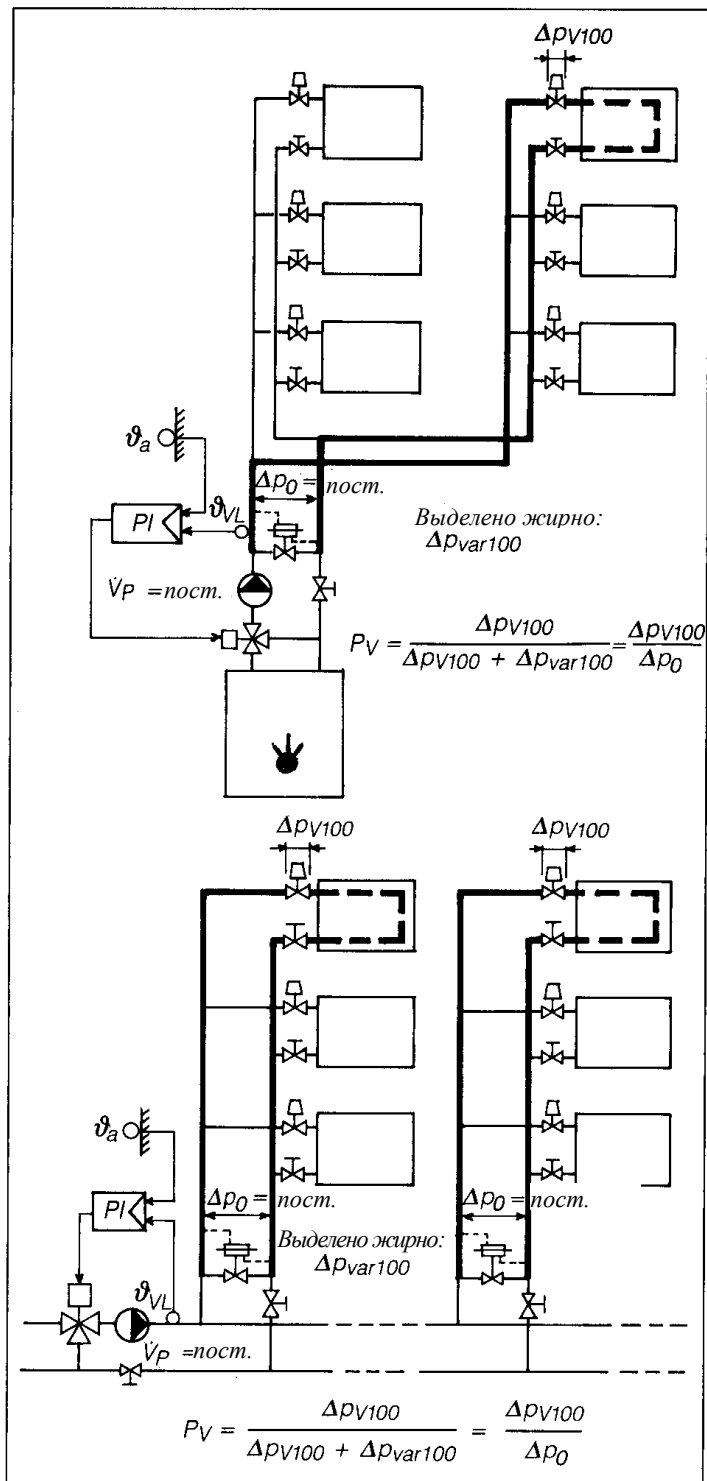 Δp_V100 Δp_V100
ϑ_a
Δp_0 = пост.
ϑ_VL
PI
Выделено жирно:
Δp_var100
V̇_P = пост.
P_V = Δp_V100 / (Δp_V100 + Δp_var100) = Δp_V100 / Δp_0
Δp_V100 Δp_V100
ϑ_a
Δp_0 = пост. Δp_0 = пост.
PI
Выделено жирно:
Δp_var100
ϑ_VL
V̇_P = пост.
P_V = Δp_V100 / (Δp_V100 + Δp_var100) = Δp_V100 / Δp_0